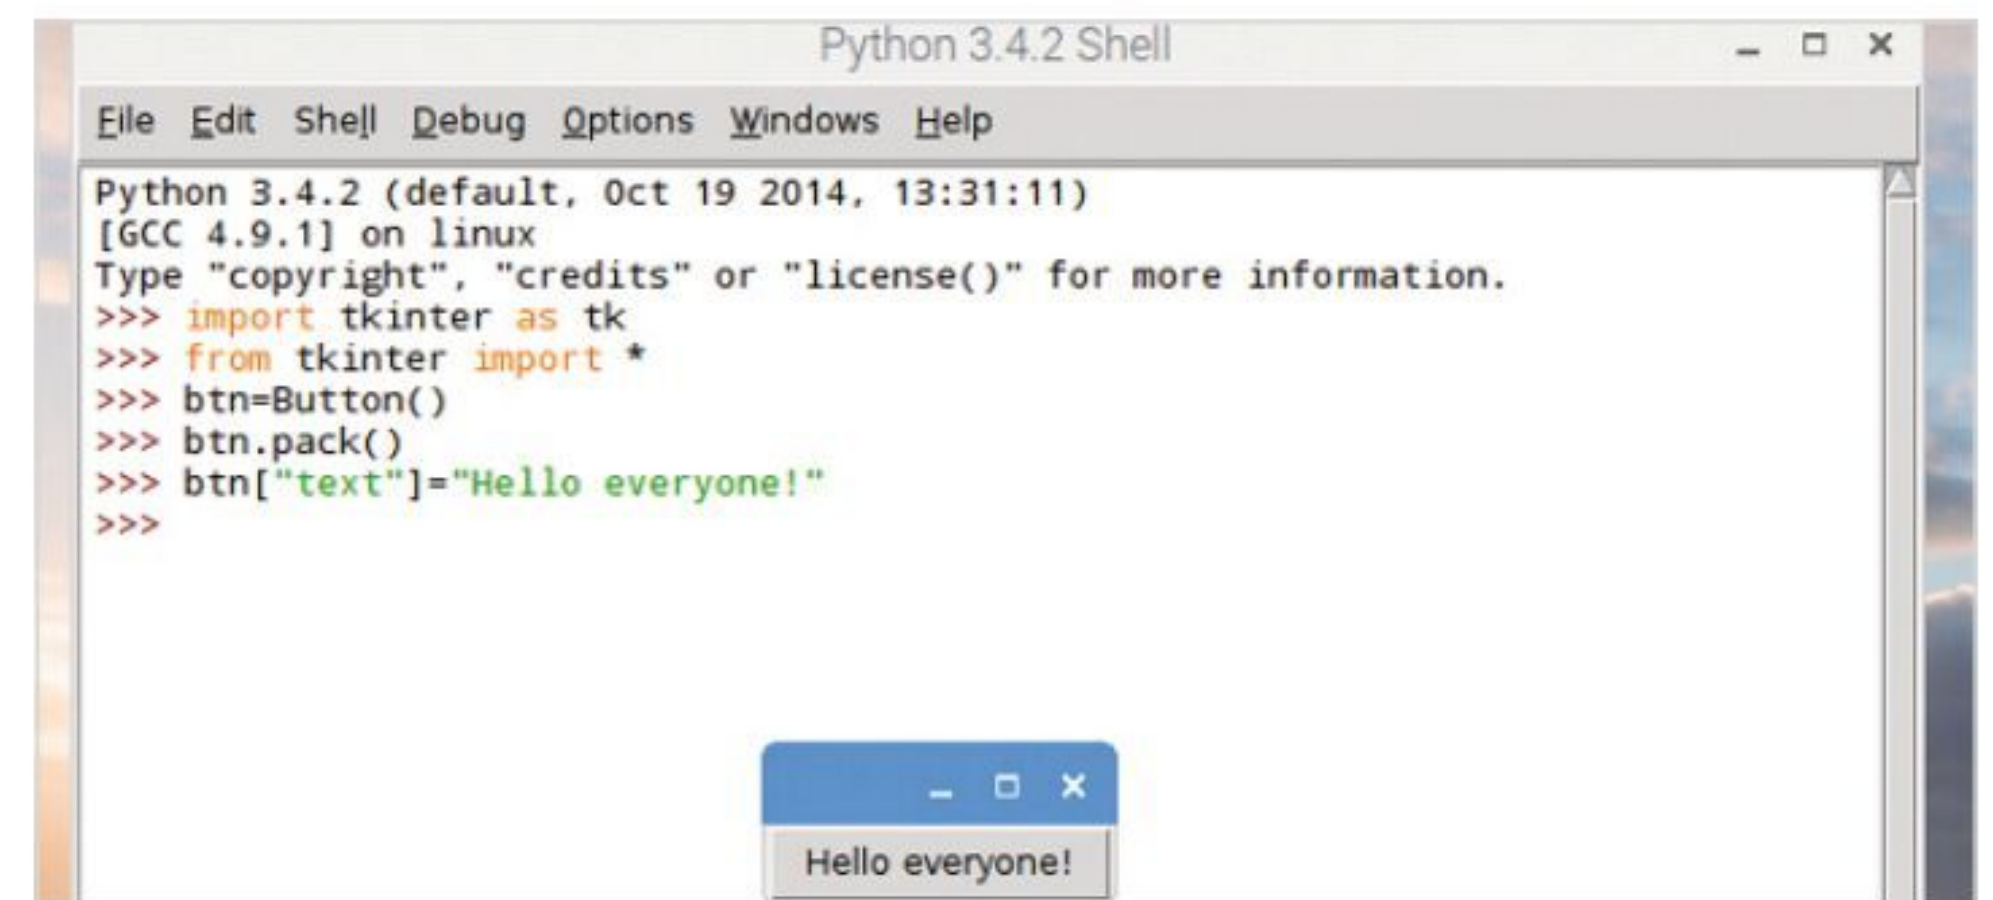 Python 3.4.2 Shell
File Edit Shell Debug Options Windows Help
Python 3.4.2 (default, Oct 19 2014, 13:31:11)
[GCC 4.9.1] on linux
Type "copyright", "credits" or "license()" for more information.
>>> import tkinter as tk
>>> from tkinter import *
>>> btn=Button()
>>> btn.pack()
>>> btn["text"]="Hello everyone!"
>>>
Hello everyone!